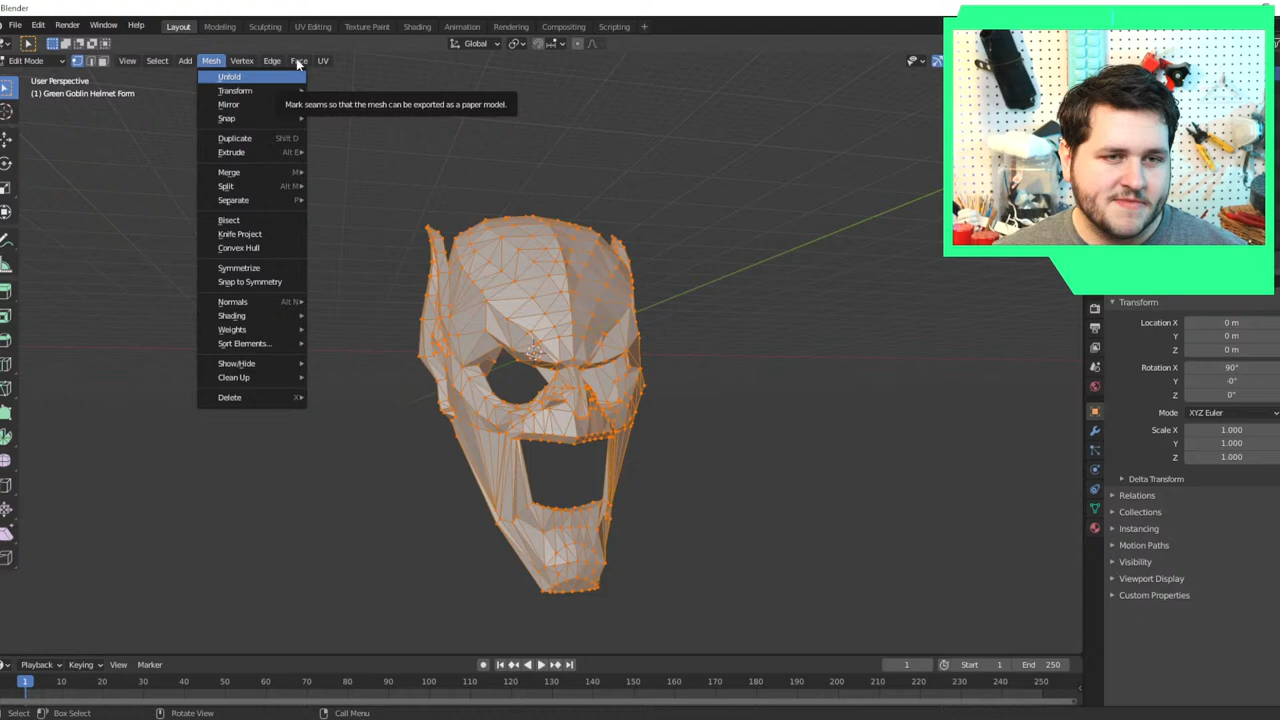 Blender
File Edit Render Window Help Layout Modeling Sculpting UV Editing Texture Paint Shading Animation Rendering Compositing Scripting +
Global
Edit Mode View Select Add Mesh Vertex Edge Face UV
User Perspective
(1) Green Goblin Helmet Form
Unfold
Mark seams so that the mesh can be exported as a paper model.
Transform
Mirror
Snap
Duplicate Shift D
Extrude Alt E
Merge M
Split Alt M
Separate P
Bisect
Knife Project
Convex Hull
Symmetrize
Snap to Symmetry
Normals Alt N
Shading
Weights
Sort Elements...
Show/Hide
Clean Up
Delete X
Transform
Location X 0 m
Y 0 m
Z 0 m
Rotation X 90°
Y -0°
Z 0°
Mode XYZ Euler
Scale X 1.000
Y 1.000
Z 1.000
Delta Transform
Relations
Collections
Instancing
Motion Paths
Visibility
Viewport Display
Custom Properties
Playback Keying View Marker 1 Start 1 End 250
1 10 20 30 40 50 60 70 80 90 100 110 120 130 140 150 160 170 180 190 200 210 220 230 240 250
Select Box Select Rotate View Call Menu